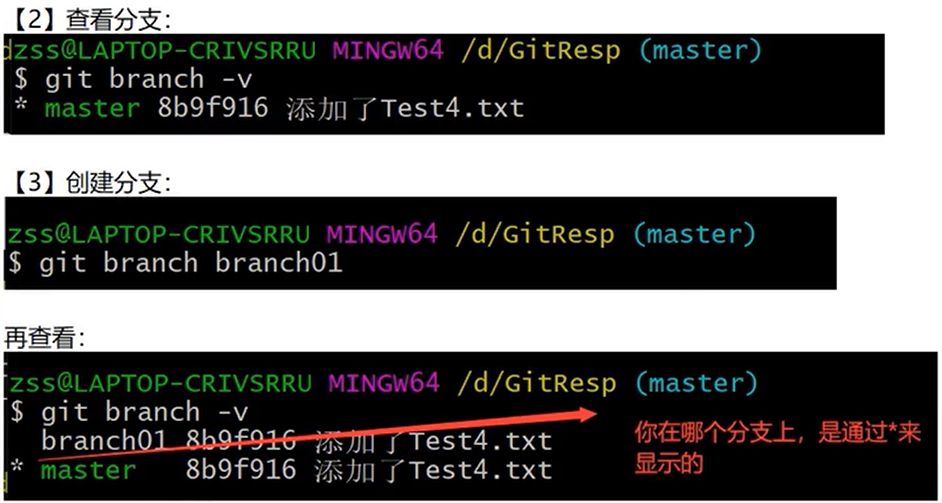 【2】查看分支：
zss@LAPTOP-CRIVSRRU MINGW64 /d/GitResp (master)
$ git branch -v
* master 8b9f916 添加了Test4.txt
【3】创建分支：
zss@LAPTOP-CRIVSRRU MINGW64 /d/GitResp (master)
$ git branch branch01
再查看：
zss@LAPTOP-CRIVSRRU MINGW64 /d/GitResp (master)
$ git branch -v
branch01 8b9f916 添加了Test4.txt
* master 8b9f916 添加了Test4.txt
你在哪个分支上，是通过*来
显示的